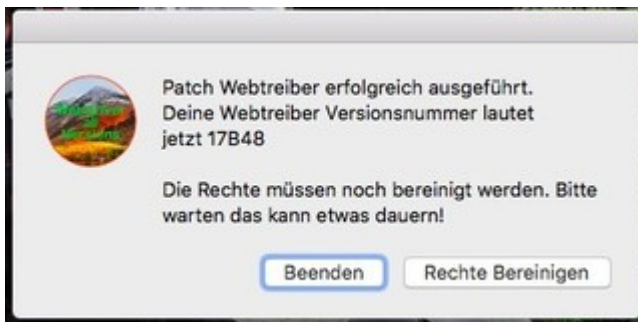 Patch Webtreiber erfolgreich ausgeführt.
Deine Webtreiber Versionsnummer lautet
jetzt 17B48
Die Rechte müssen noch bereinigt werden. Bitte
warten das kann etwas dauern!
Beenden
Rechte Bereinigen